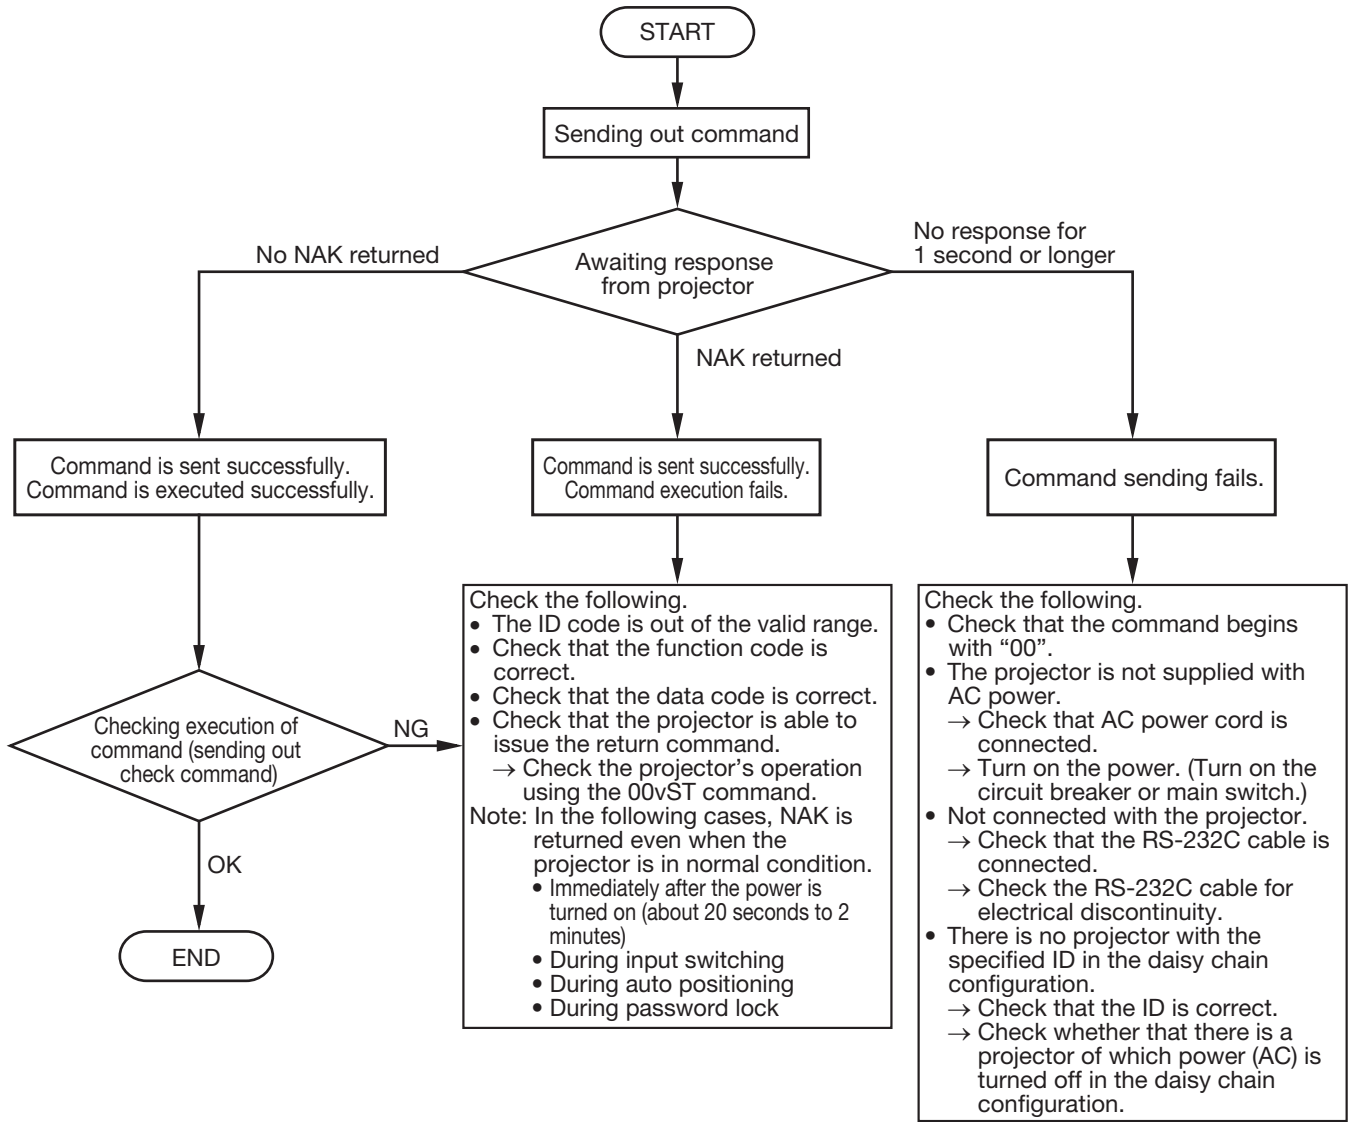 START
Sending out command
No NAK returned
Awaiting response
from projector
No response for
1 second or longer
NAK returned
Command is sent successfully.
Command is executed successfully.
Command is sent successfully.
Command execution fails.
Command sending fails.
Checking execution of
command (sending out
check command)
NG
OK
END
Check the following.
• The ID code is out of the valid range.
• Check that the function code is
correct.
• Check that the data code is correct.
• Check that the projector is able to
issue the return command.
→ Check the projector's operation
using the 00vST command.
Note: In the following cases, NAK is
returned even when the
projector is in normal condition.
• Immediately after the power is
turned on (about 20 seconds to 2
minutes)
• During input switching
• During auto positioning
• During password lock
Check the following.
• Check that the command begins
with “00”.
• The projector is not supplied with
AC power.
→ Check that AC power cord is
connected.
→ Turn on the power. (Turn on the
circuit breaker or main switch.)
• Not connected with the projector.
→ Check that the RS-232C cable is
connected.
→ Check the RS-232C cable for
electrical discontinuity.
• There is no projector with the
specified ID in the daisy chain
configuration.
→ Check that the ID is correct.
→ Check whether that there is a
projector of which power (AC) is
turned off in the daisy chain
configuration.